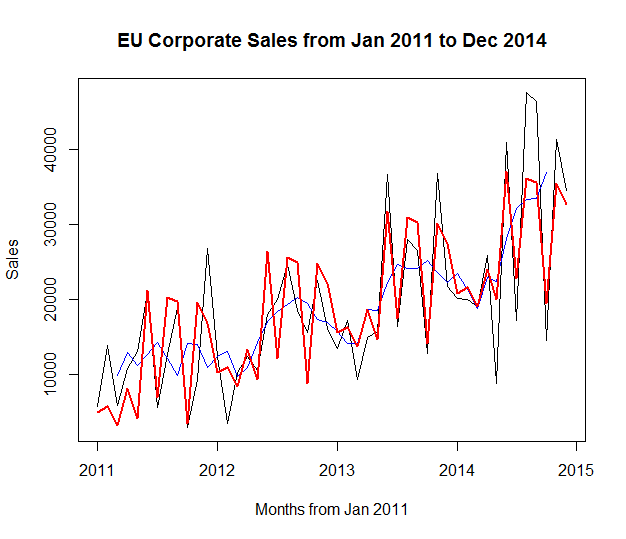 EU Corporate Sales from Jan 2011 to Dec 2014
Sales
40000
30000
20000
10000
2011 2012 2013 2014 2015
Months from Jan 2011